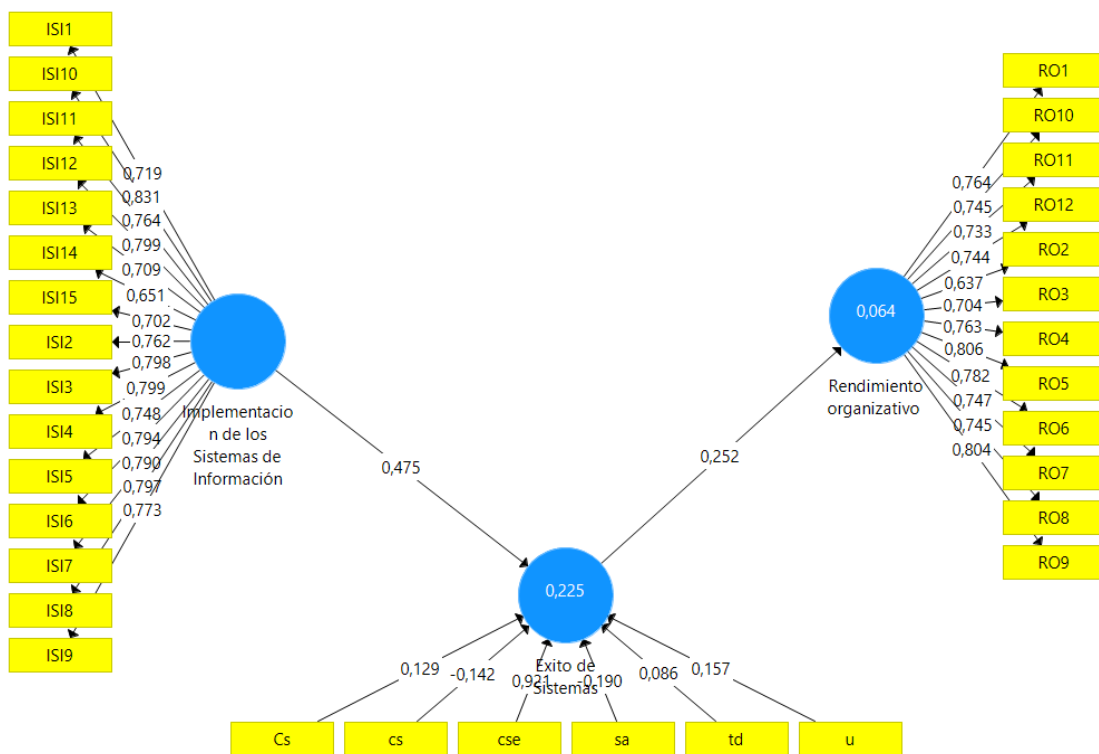 ISI1
ISI10
ISI11
ISI12
ISI13
ISI14
ISI15
ISI2
ISI3
ISI4
ISI5
ISI6
ISI7
ISI8
ISI9
0,719
0,831
0,764
0,799
0,709
0,651
0,702
0,762
0,798
0,799
0,748
0,794
0,790
0,797
0,773
Implementacio
n de los
Sistemas de
Información
0,475
0,225
Exito de
Sistemas
0,252
0,064
Rendimiento
organizativo
0,764
0,745
0,733
0,744
0,637
0,704
0,763
0,806
0,782
0,747
0,745
0,804
RO1
RO10
RO11
RO12
RO2
RO3
RO4
RO5
RO6
RO7
RO8
RO9
0,129
-0,142
0,921
-0,190
0,086
0,157
Cs
cs
cse
sa
td
u